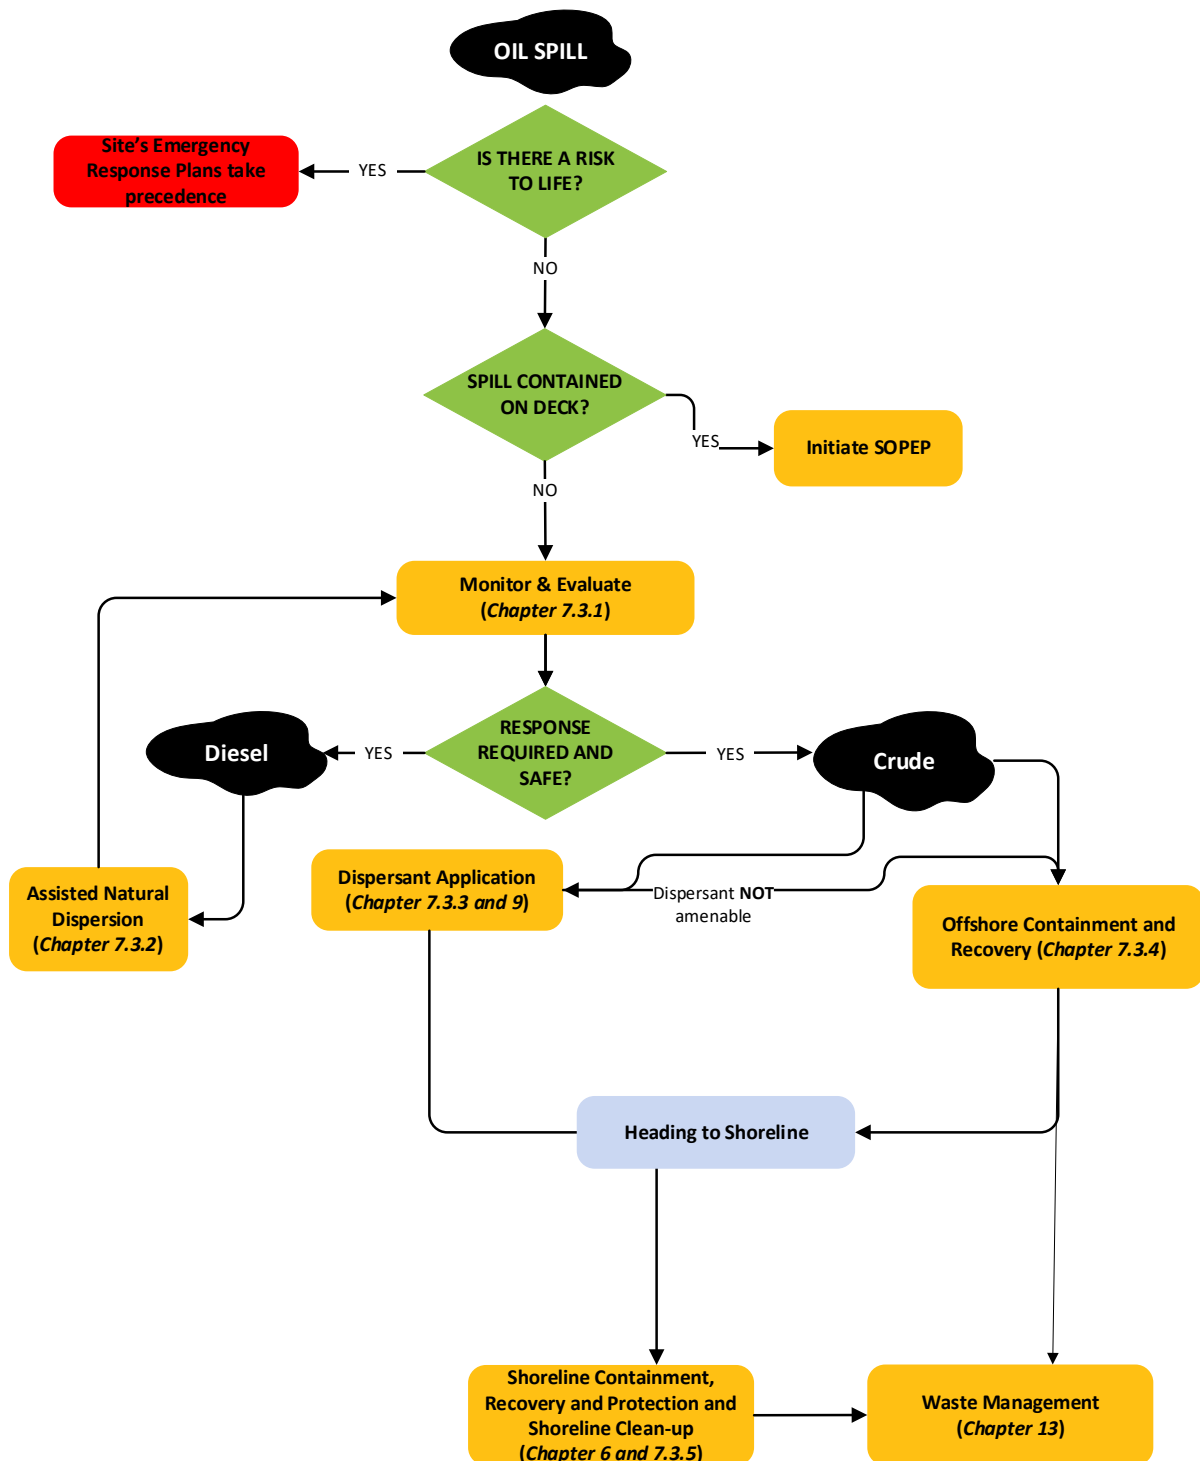 OIL SPILL
IS THERE A RISK
TO LIFE?
YES
Site's Emergency
Response Plans take
precedence
NO
SPILL CONTAINED
ON DECK?
YES
Initiate SOPEP
NO
Monitor & Evaluate
(Chapter 7.3.1)
RESPONSE
REQUIRED AND
SAFE?
YES
Diesel
YES
Crude
Assisted Natural
Dispersion
(Chapter 7.3.2)
Dispersant Application
(Chapter 7.3.3 and 9)
Dispersant NOT
amenable
Offshore Containment and
Recovery (Chapter 7.3.4)
Heading to Shoreline
Shoreline Containment,
Recovery and Protection and
Shoreline Clean-up
(Chapter 6 and 7.3.5)
Waste Management
(Chapter 13)